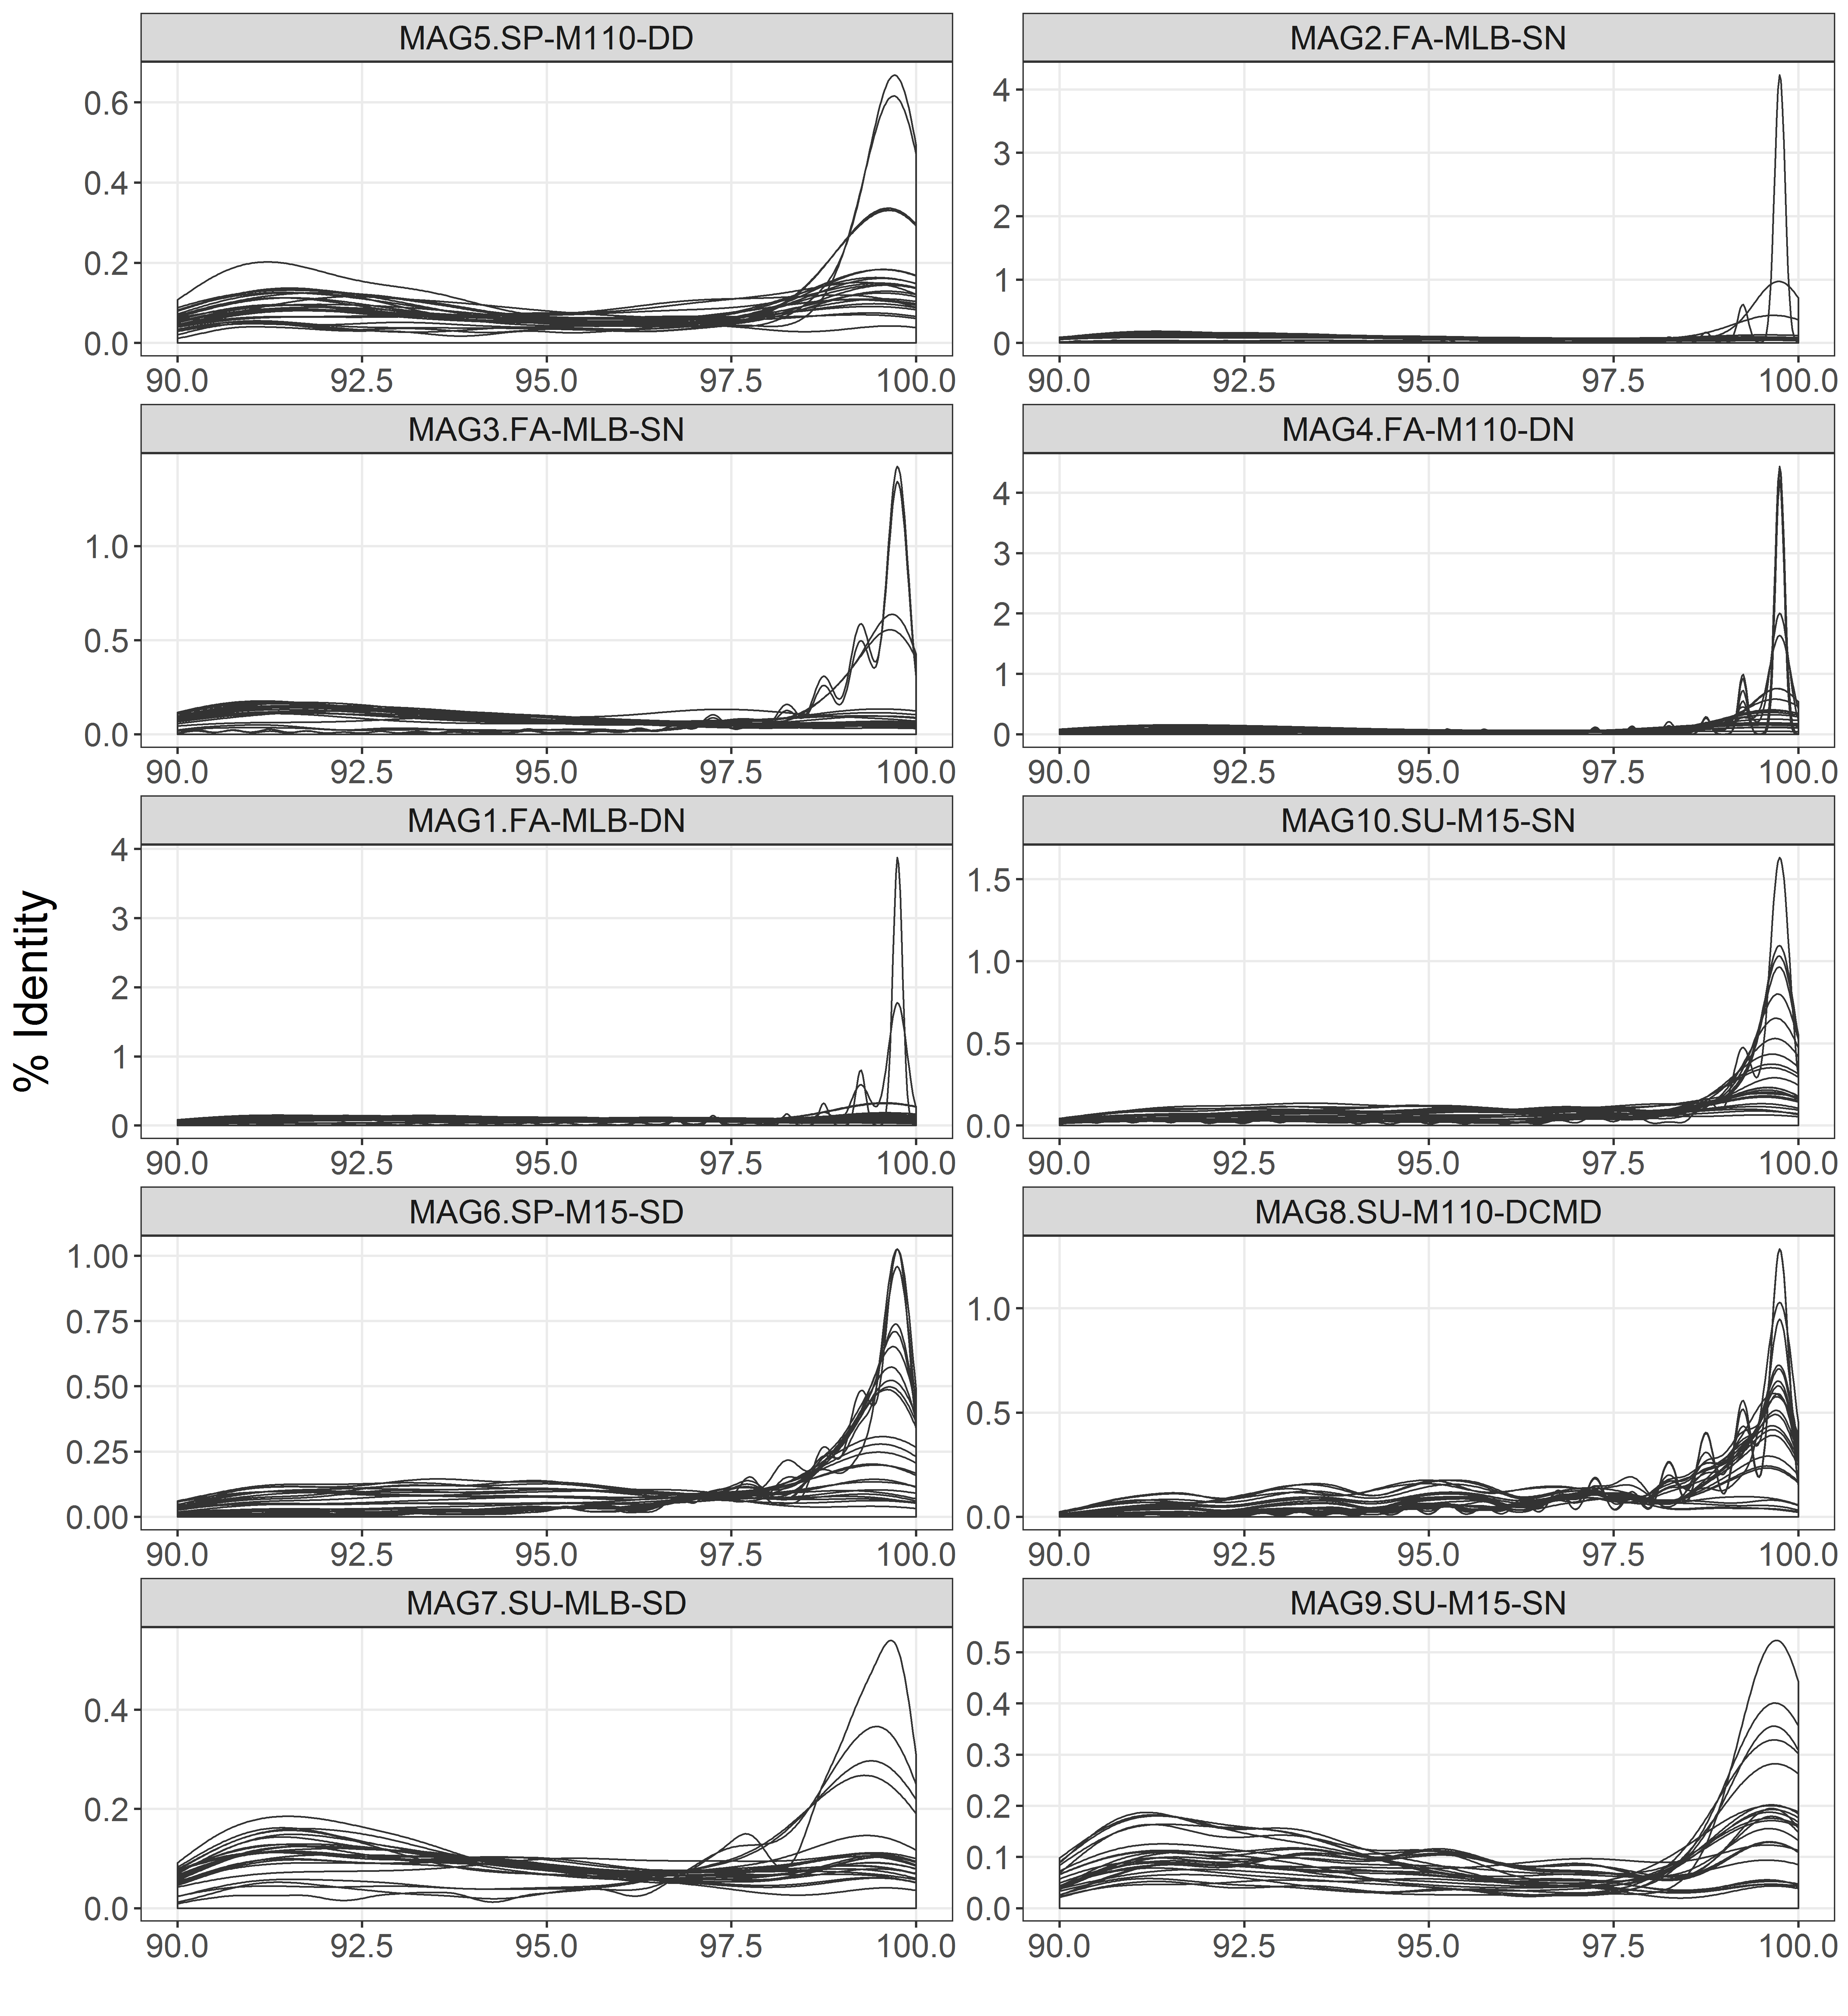 MAG5.SP-M110-DD
MAG2.FA-MLB-SN
0.6
0.4
0.2
0.0
90.0 92.5 95.0 97.5 100.0
4
3
2
1
0
90.0 92.5 95.0 97.5 100.0
MAG3.FA-MLB-SN
MAG4.FA-M110-DN
1.0
0.5
0.0
90.0 92.5 95.0 97.5 100.0
4
3
2
1
0
90.0 92.5 95.0 97.5 100.0
MAG1.FA-MLB-DN
MAG10.SU-M15-SN
% Identity
4
3
2
1
0
90.0 92.5 95.0 97.5 100.0
1.5
1.0
0.5
0.0
90.0 92.5 95.0 97.5 100.0
MAG6.SP-M15-SD
MAG8.SU-M110-DCMD
1.00
0.75
0.50
0.25
0.00
90.0 92.5 95.0 97.5 100.0
1.0
0.5
0.0
90.0 92.5 95.0 97.5 100.0
MAG7.SU-MLB-SD
MAG9.SU-M15-SN
0.4
0.2
0.0
90.0 92.5 95.0 97.5 100.0
0.5
0.4
0.3
0.2
0.1
0.0
90.0 92.5 95.0 97.5 100.0